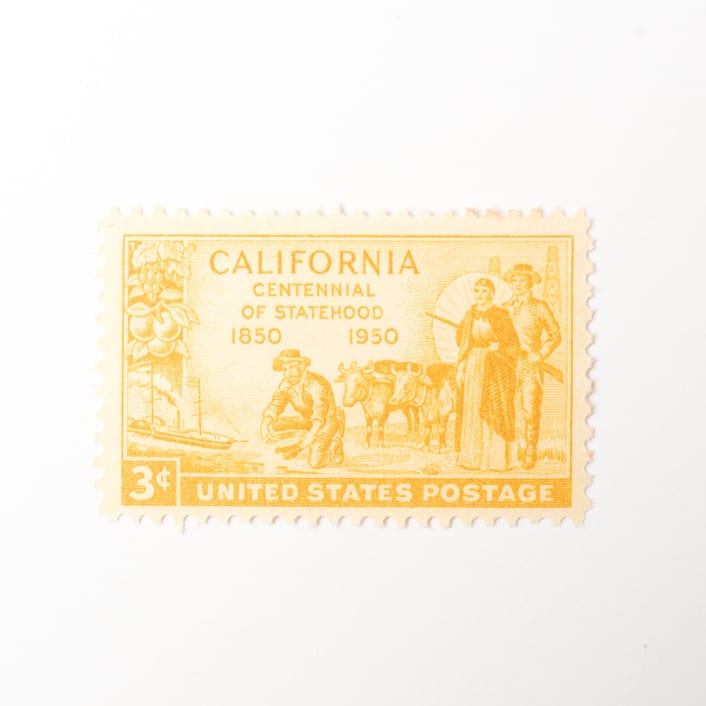 CALIFORNIA
CENTENNIAL
OF STATEHOOD
1850 1950
3¢
UNITED STATES POSTAGE